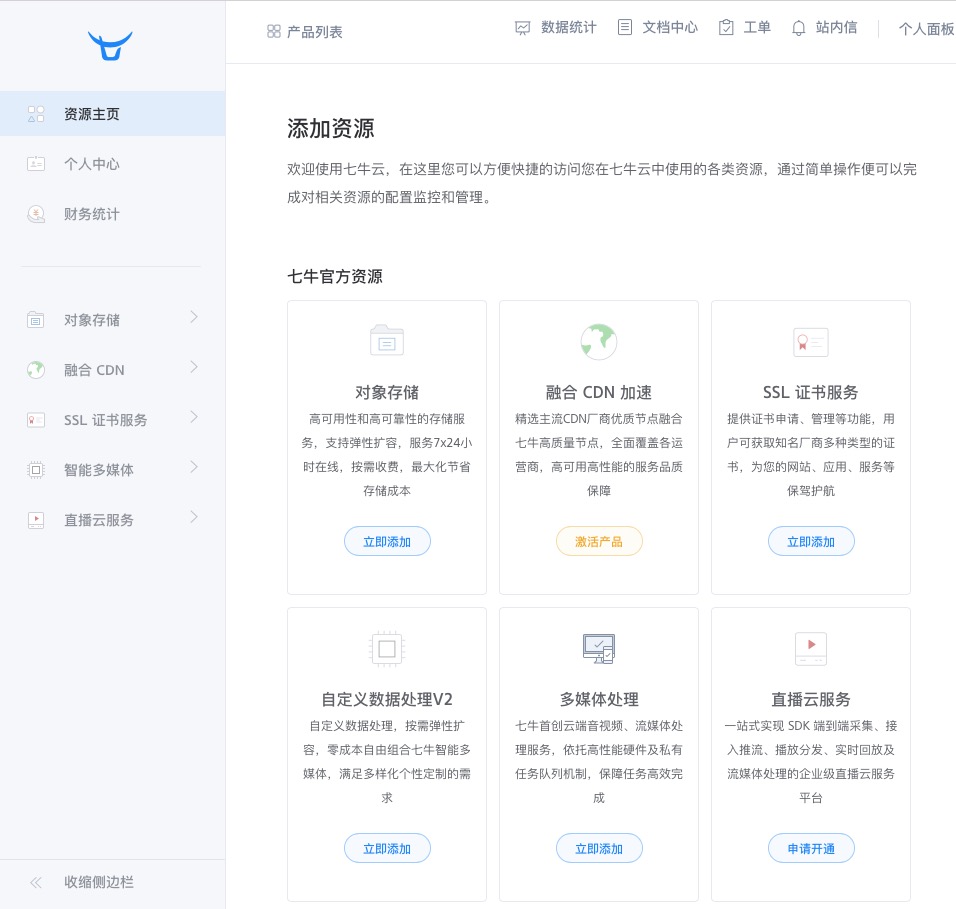 产品列表
数据统计
文档中心
工单
站内信
个人面板
资源主页
个人中心
财务统计
对象存储
融合 CDN
SSL 证书服务
智能多媒体
直播云服务
收缩侧边栏
添加资源
欢迎使用七牛云，在这里您可以方便快捷的访问您在七牛云中使用的各类资源，通过简单操作便可以完
成对相关资源的配置监控和管理。
七牛官方资源
对象存储
高可用性和高可靠性的存储服
务，支持弹性扩容，服务7x24小
时在线，按需收费，最大化节省
存储成本
立即添加
融合 CDN 加速
精选主流CDN厂商优质节点融合
七牛高质量节点，全面覆盖各运
营商，高可用高性能的服务品质
保障
激活产品
SSL 证书服务
提供证书申请、管理等功能，用
户可获取知名厂商多种类型的证
书，为您的网站、应用、服务等
保驾护航
立即添加
自定义数据处理V2
自定义数据处理，按需弹性扩
容，零成本自由组合七牛智能多
媒体，满足多样化个性定制的需
求
立即添加
多媒体处理
七牛首创云端音视频、流媒体处
理服务，依托高性能硬件及私有
任务队列机制，保障任务高效完
成
立即添加
直播云服务
一站式实现 SDK 端到端采集、接
入推流、播放分发、实时回放及
流媒体处理的企业级直播云服务
平台
申请开通